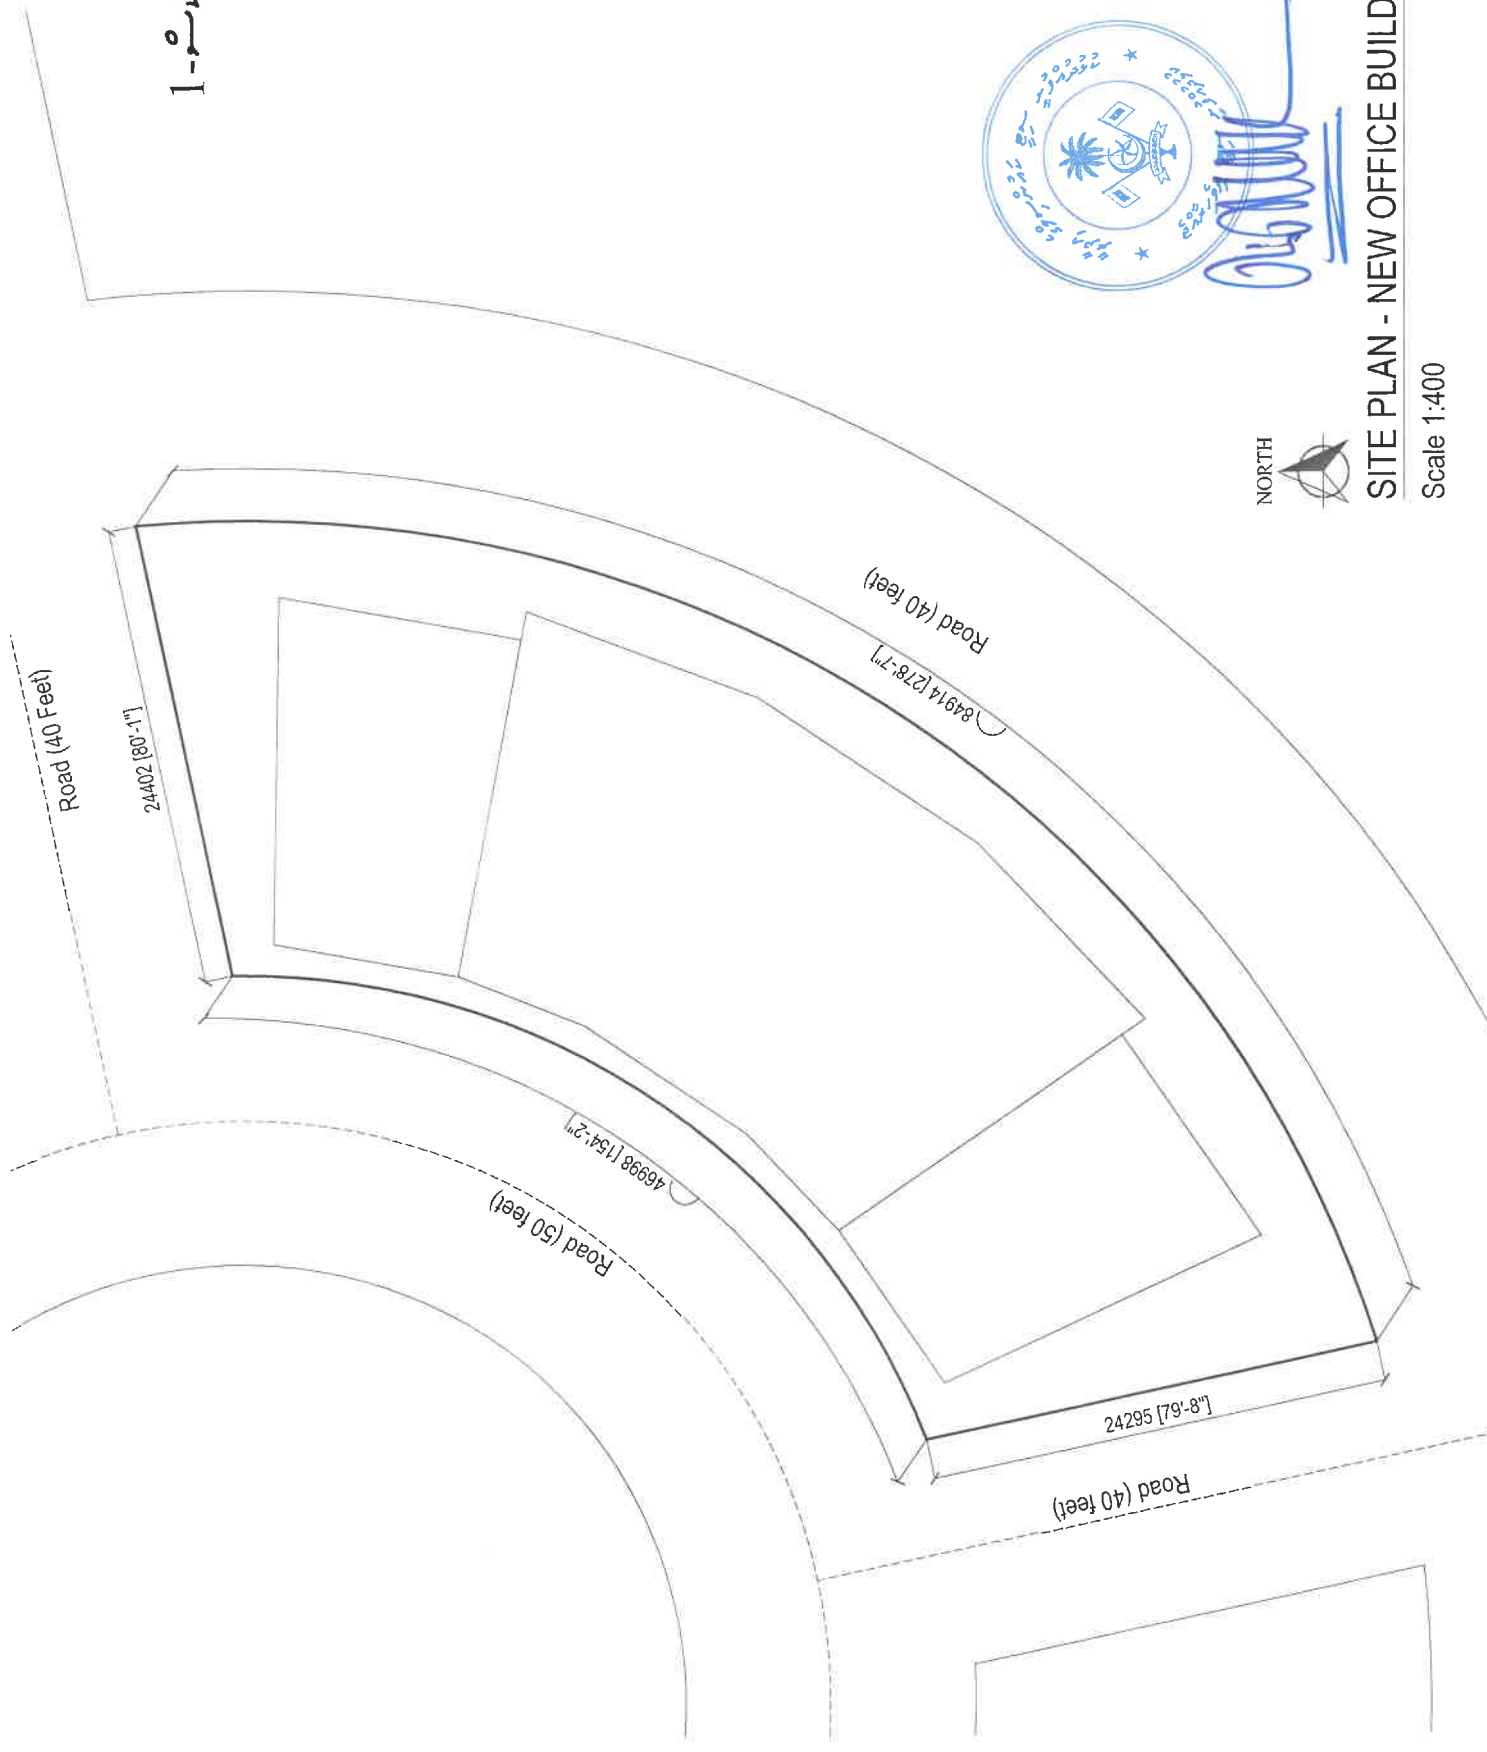 1-ށް
Road (40 Feet)
24402 [80'-1"]
Road (40 feet)
84914 [278'-7"]
46998 [154'-2"]
Road (50 feet)
24295 [79'-8"]
Road (40 feet)
NORTH
SITE PLAN - NEW OFFICE BUILD
Scale 1:400